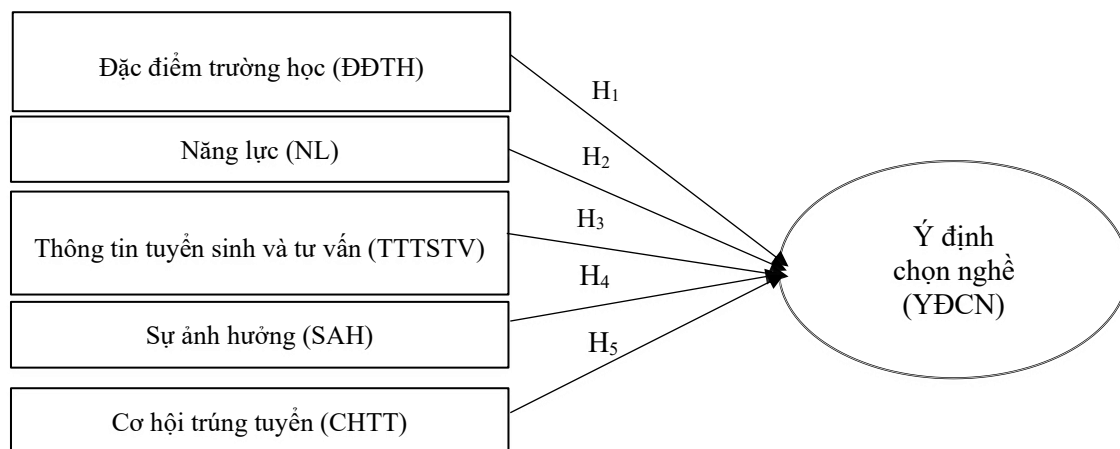 Đặc điểm trường học (ĐĐTH)
H₁
Năng lực (NL)
H₂
Thông tin tuyển sinh và tư vấn (TTTSTV)
H₃
Sự ảnh hưởng (SAH)
H₄
Cơ hội trúng tuyển (CHTT)
H₅
Ý định
chọn nghề
(YĐCN)